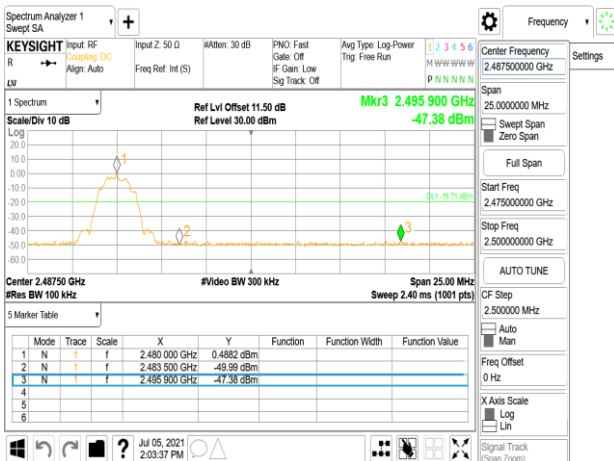 Spectrum Analyzer 1
Swept SA
+
Frequency
Settings
KEYSIGHT
R
Input: RF
Coupling: DC
Align: Auto
Input Z: 50 Ω
Freq Ref: Int (S)
#Atten: 30 dB
PNO: Fast
Gate: Off
IF Gain: Low
Sig Track: Off
Avg Type: Log-Power
Trig: Free Run
1 2 3 4 5 6
M W W W W W
P N N N N N
1 Spectrum
Scale/Div 10 dB
Ref Lvl Offset 11.50 dB
Ref Level 30.00 dBm
Mkr3 2.495 900 GHz
-47.38 dBm
Log
20.0
10.0
0.00
-10.0
-20.0
-30.0
-40.0
-50.0
-60.0
1
2
3
DL1 -19.71 dBm
Center 2.48750 GHz
#Res BW 100 kHz
#Video BW 300 kHz
Span 25.00 MHz
Sweep 2.40 ms (1001 pts)
5 Marker Table
Mode Trace Scale X Y Function Function Width Function Value
1 N 1 f 2.480 000 GHz 0.4882 dBm
2 N 1 f 2.483 500 GHz -49.99 dBm
3 N 1 f 2.495 900 GHz -47.38 dBm
4
5
6
?
Jul 05, 2021
2:03:37 PM
Center Frequency
2.487500000 GHz
Span
25.0000000 MHz
Swept Span
Zero Span
Full Span
Start Freq
2.475000000 GHz
Stop Freq
2.500000000 GHz
AUTO TUNE
CF Step
2.500000 MHz
Auto
Man
Freq Offset
0 Hz
X Axis Scale
Log
Lin
Signal Track
(Span Zoom)